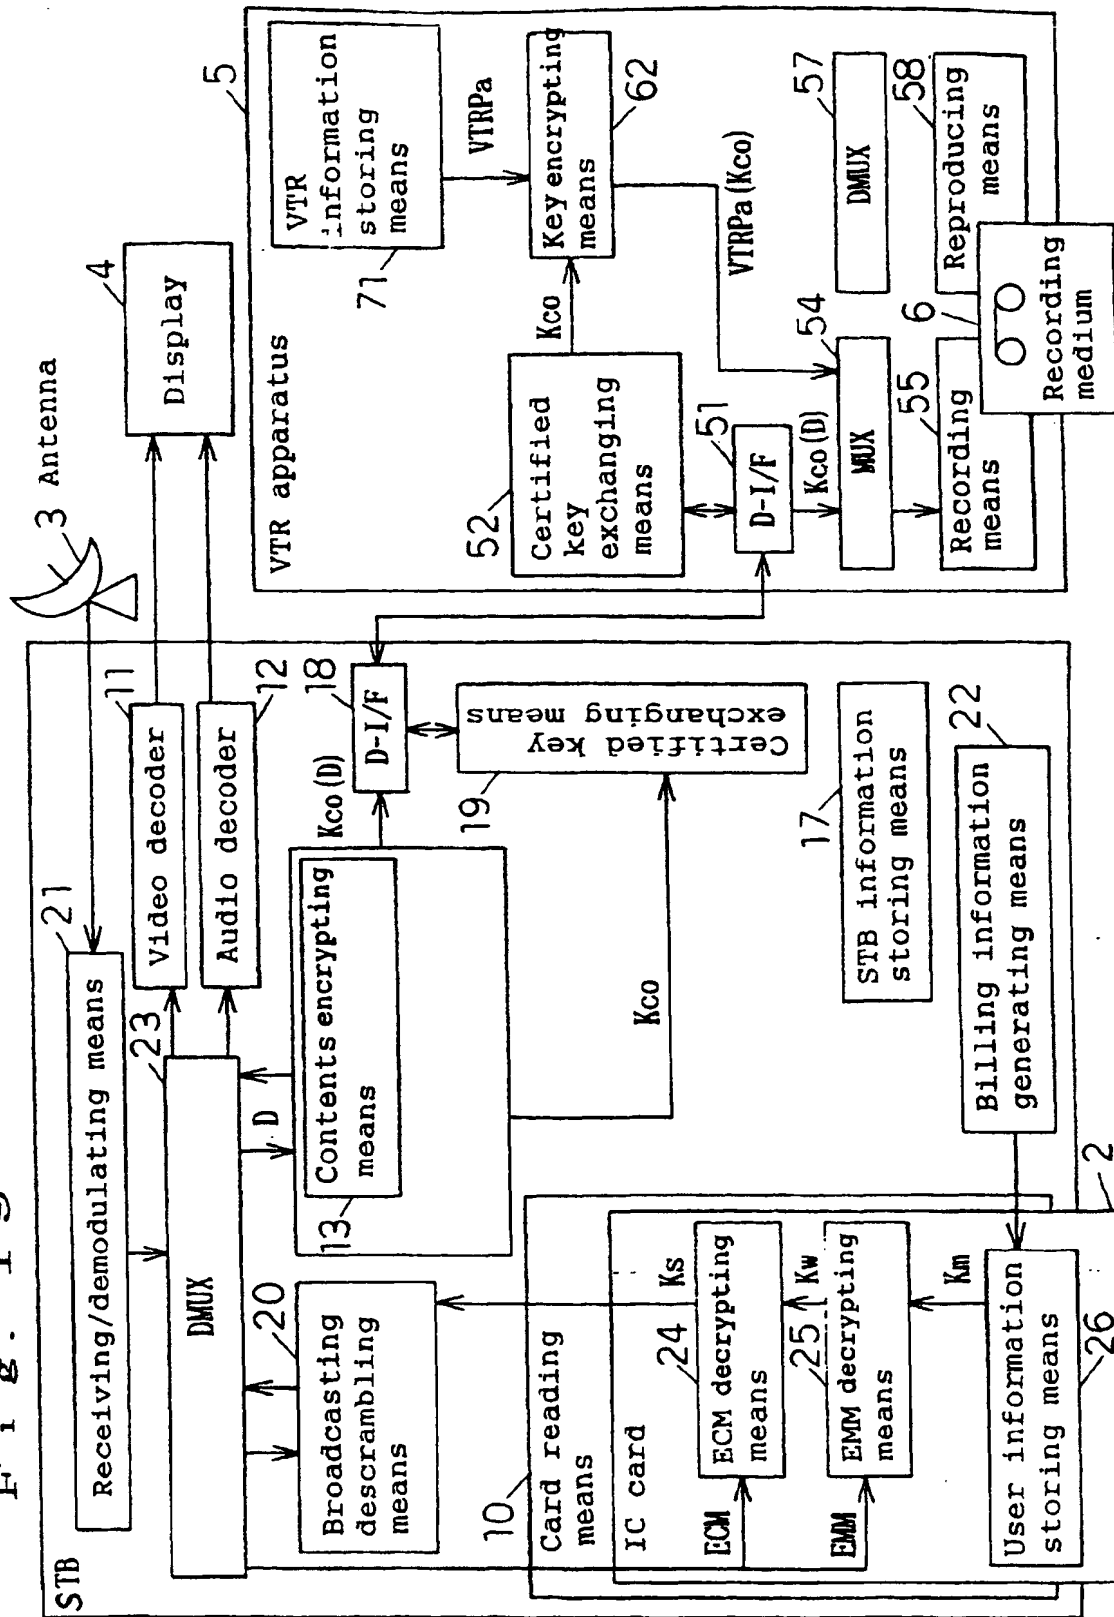 Fig. 19
STB
Receiving/demodulating means
21
DMUX
23
Video decoder
11
Audio decoder
12
3 Antenna
Display
4
D
Contents encrypting
means
13
Kco(D)
D-I/F
18
Certified key
exchanging means
19
Kco
Broadcasting
descrambling
means
20
STB information
storing means
17
Billing information
generating means
22
10
Card reading
means
IC card
2
ECM
EMM
Ks
ECM decrypting
means
24
Kw
EMM decrypting
means
25
Km
User information
storing means
26
VTR apparatus
5
VTR
information
storing
means
71
VTRPa
Key encrypting
means
62
Kco
Certified
key
exchanging
means
52
VTRPa(Kco)
D-I/F
51
Kco(D)
MUX
54
DMUX
57
Recording
means
55
Reproducing
means
58
6
Recording
medium